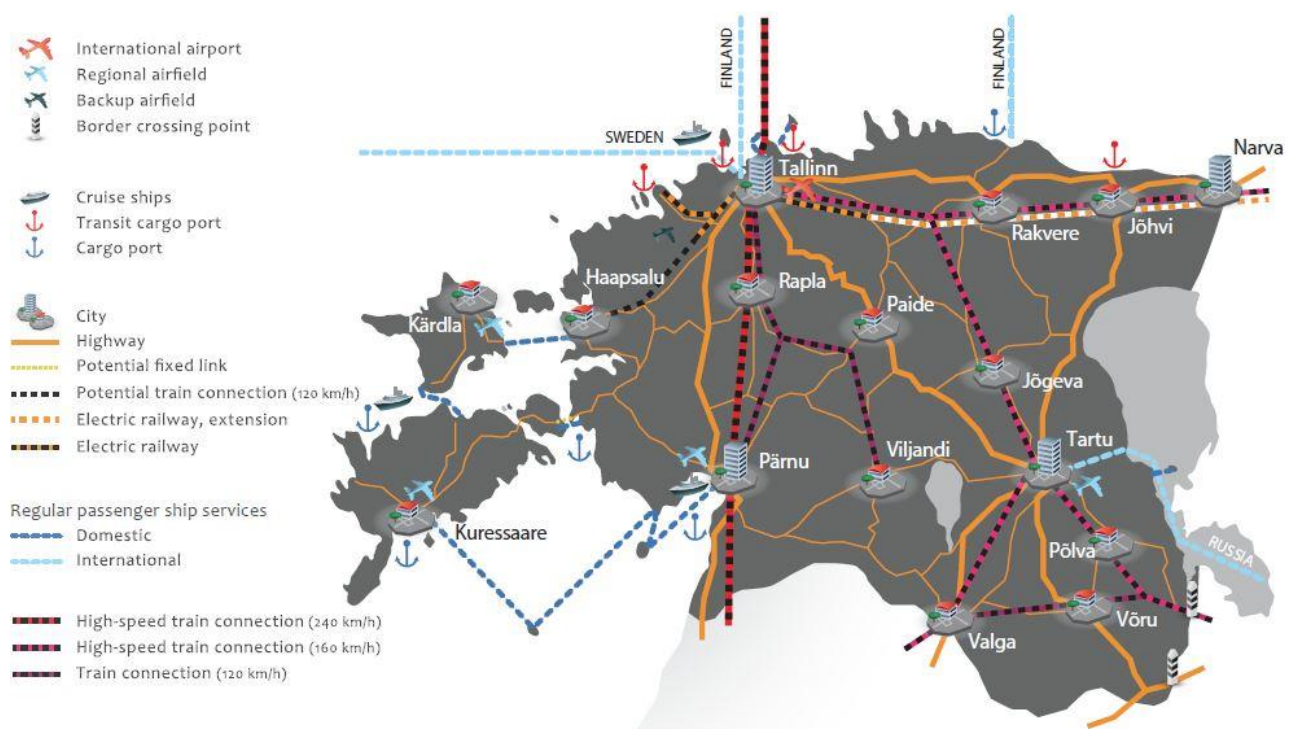 International airport
Regional airfield
Backup airfield
Border crossing point
Cruise ships
Transit cargo port
Cargo port
City
Highway
Potential fixed link
Potential train connection (120 km/h)
Electric railway, extension
Electric railway
Regular passenger ship services
Domestic
International
High-speed train connection (240 km/h)
High-speed train connection (160 km/h)
Train connection (120 km/h)
FINLAND
FINLAND
SWEDEN
Tallinn
Narva
Rakvere
Jõhvi
Haapsalu
Rapla
Paide
Kärdla
Jõgeva
Tartu
Pärnu
Viljandi
Kuressaare
Põlva
RUSSIA
Valga
Võru